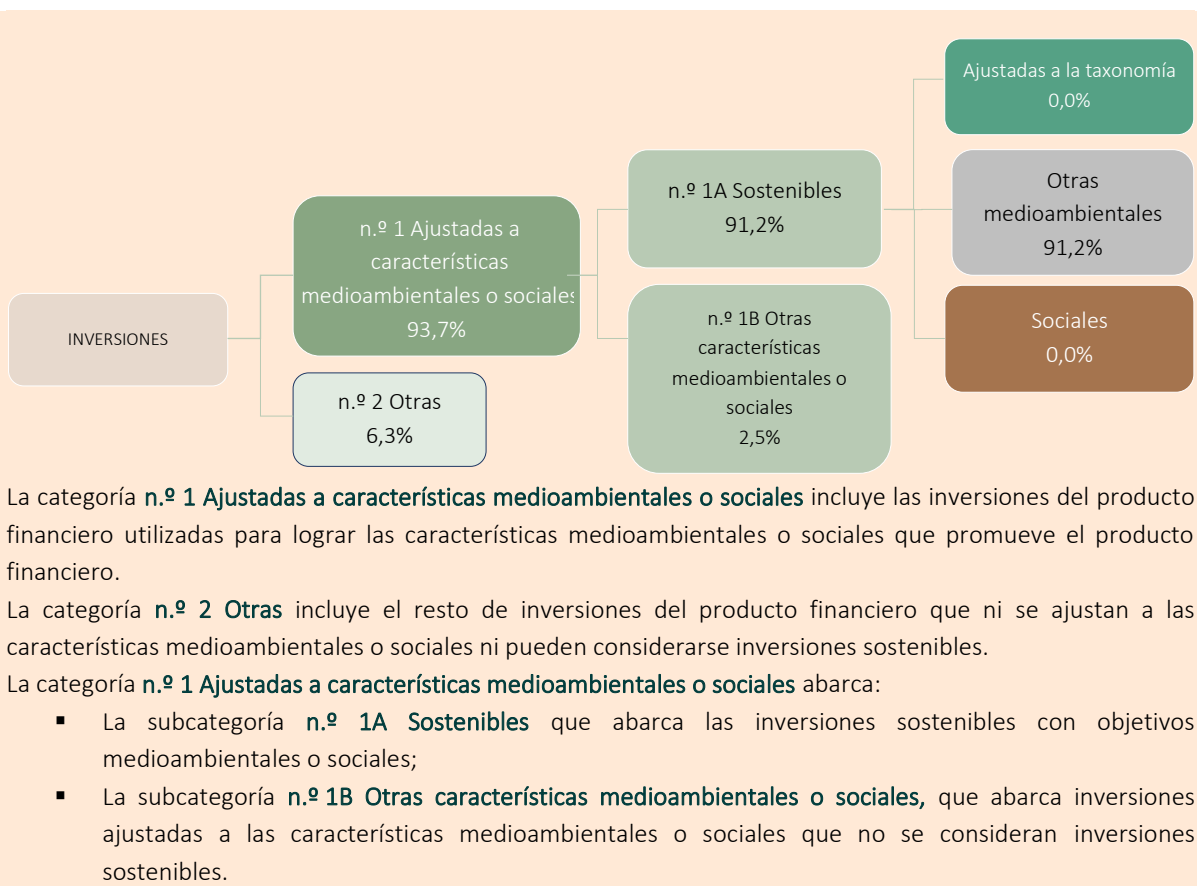 INVERSIONES
n.º 1 Ajustadas a
características
medioambientales o sociales
93,7%
n.º 2 Otras
6,3%
n.º 1A Sostenibles
91,2%
n.º 1B Otras
características
medioambientales o
sociales
2,5%
Ajustadas a la taxonomía
0,0%
Otras
medioambientales
91,2%
Sociales
0,0%
La categoría n.º 1 Ajustadas a características medioambientales o sociales incluye las inversiones del producto
financiero utilizadas para lograr las características medioambientales o sociales que promueve el producto
financiero.
La categoría n.º 2 Otras incluye el resto de inversiones del producto financiero que ni se ajustan a las
características medioambientales o sociales ni pueden considerarse inversiones sostenibles.
La categoría n.º 1 Ajustadas a características medioambientales o sociales abarca:
▪ La subcategoría n.º 1A Sostenibles que abarca las inversiones sostenibles con objetivos
medioambientales o sociales;
▪ La subcategoría n.º 1B Otras características medioambientales o sociales, que abarca inversiones
ajustadas a las características medioambientales o sociales que no se consideran inversiones
sostenibles.